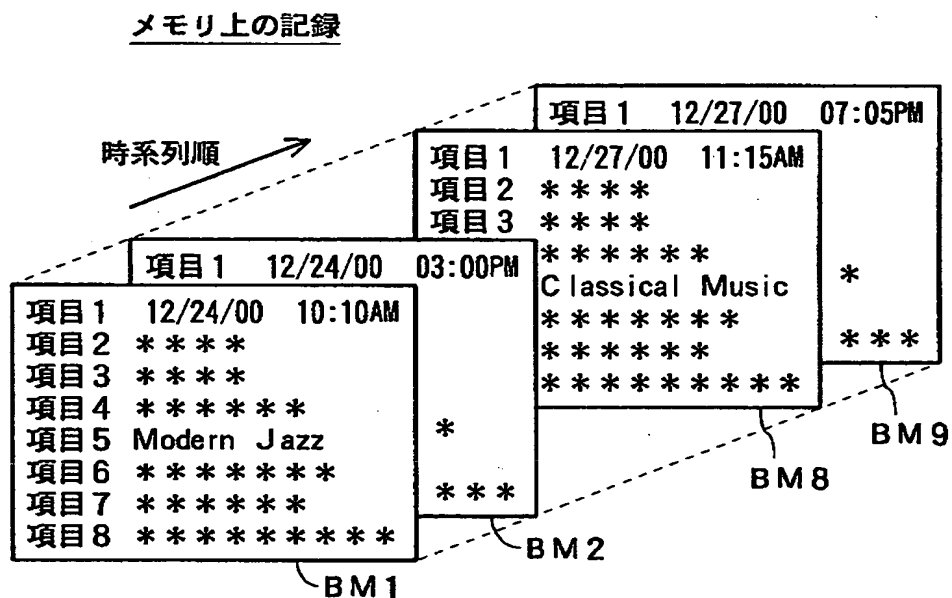 メモリ上の記録
時系列順
項目1 12/27/00 07:05PM
*
***
BM9
項目1 12/27/00 11:15AM
項目2 ****
項目3 ****
******
Classical Music
*******
******
*********
BM8
項目1 12/24/00 03:00PM
*
***
BM2
項目1 12/24/00 10:10AM
項目2 ****
項目3 ****
項目4 ******
項目5 Modern Jazz
項目6 *******
項目7 ******
項目8 *********
BM1